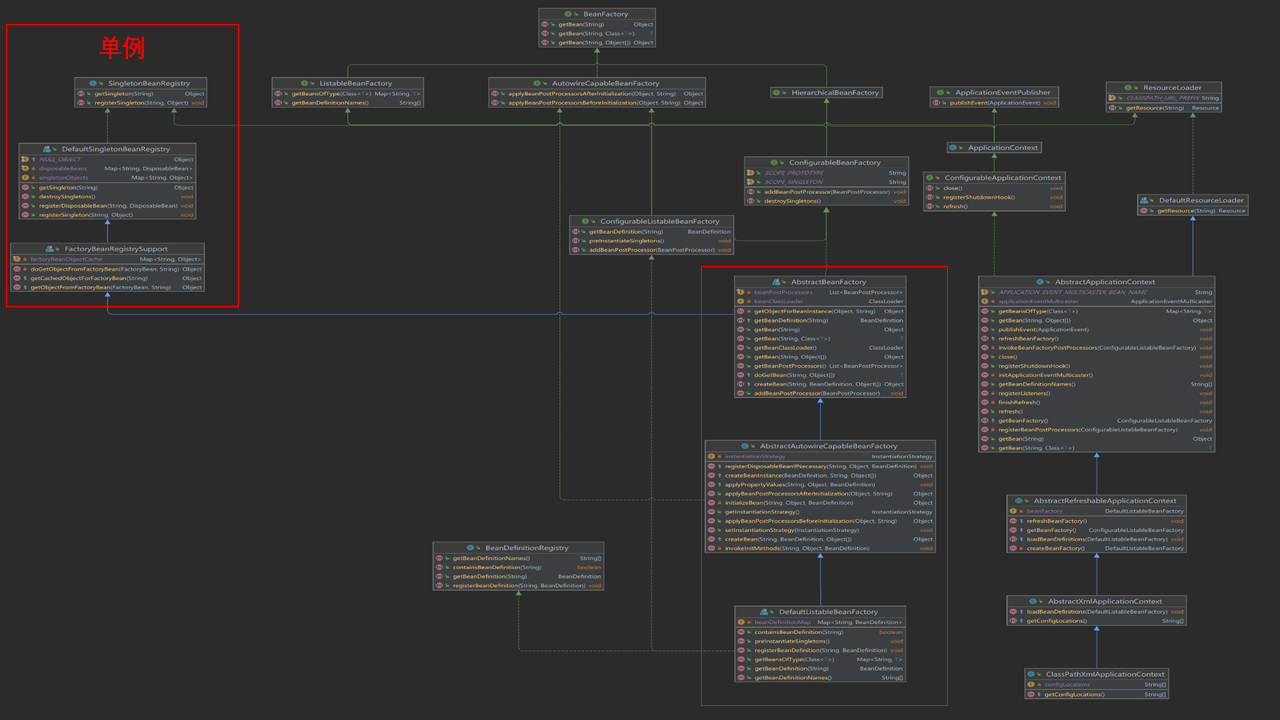 BeanFactory
getBean(String) Object
getBean(String, Class<?>) ?
getBean(String, Object[]) Object
单例
SingletonBeanRegistry
getSingleton(String) Object
registerSingleton(String, Object) void
ListableBeanFactory
getBeansOfType(Class<?>) Map<String, ?>
getBeanDefinitionNames() String[]
AutowireCapableBeanFactory
applyBeanPostProcessorsAfterInitialization(Object, String) Object
applyBeanPostProcessorsBeforeInitialization(Object, String) Object
HierarchicalBeanFactory
ApplicationEventPublisher
publishEvent(ApplicationEvent) void
ResourceLoader
CLASSPATH_URL_PREFIX String
getResource(String) Resource
DefaultSingletonBeanRegistry
NULL_OBJECT Object
disposableBeans Map<String, DisposableBean>
singletonObjects Map<String, Object>
getSingleton(String) Object
destroySingletons() void
registerDisposableBean(String, DisposableBean) void
registerSingleton(String, Object) void
ApplicationContext
ConfigurableBeanFactory
SCOPE_PROTOTYPE String
SCOPE_SINGLETON String
addBeanPostProcessor(BeanPostProcessor) void
destroySingletons() void
ConfigurableApplicationContext
close() void
registerShutdownHook() void
refresh() void
DefaultResourceLoader
getResource(String) Resource
ConfigurableListableBeanFactory
getBeanDefinition(String) BeanDefinition
preInstantiateSingletons() void
addBeanPostProcessor(BeanPostProcessor) void
FactoryBeanRegistrySupport
factoryBeanObjectCache Map<String, Object>
doGetObjectFromFactoryBean(FactoryBean, String) Object
getCachedObjectForFactoryBean(String) Object
getObjectFromFactoryBean(FactoryBean, String) Object
AbstractBeanFactory
beanPostProcessors List<BeanPostProcessor>
beanClassLoader ClassLoader
getObjectForBeanInstance(Object, String) Object
getBeanDefinition(String) BeanDefinition
getBean(String) Object
getBean(String, Class<?>) ?
getBeanClassLoader() ClassLoader
getBean(String, Object[]) Object
getBeanPostProcessors() List<BeanPostProcessor>
doGetBean(String, Object[]) ?
createBean(String, BeanDefinition, Object[]) Object
addBeanPostProcessor(BeanPostProcessor) void
AbstractApplicationContext
APPLICATION_EVENT_MULTICASTER_BEAN_NAME String
applicationEventMulticaster ApplicationEventMulticaster
getBeansOfType(Class<?>) Map<String, ?>
getBean(String, Object[]) Object
publishEvent(ApplicationEvent) void
refreshBeanFactory() void
invokeBeanFactoryPostProcessors(ConfigurableListableBeanFactory) void
close() void
registerShutdownHook() void
initApplicationEventMulticaster() void
getBeanDefinitionNames() String[]
registerListeners() void
finishRefresh() void
refresh() void
getBeanFactory() ConfigurableListableBeanFactory
registerBeanPostProcessors(ConfigurableListableBeanFactory) void
getBean(String) Object
getBean(String, Class<?>) ?
AbstractAutowireCapableBeanFactory
instantiationStrategy InstantiationStrategy
registerDisposableBeanIfNecessary(String, Object, BeanDefinition) void
createBeanInstance(BeanDefinition, String, Object[]) Object
applyPropertyValues(String, Object, BeanDefinition) void
applyBeanPostProcessorsAfterInitialization(Object, String) Object
initializeBean(String, Object, BeanDefinition) Object
getInstantiationStrategy() InstantiationStrategy
applyBeanPostProcessorsBeforeInitialization(Object, String) Object
setInstantiationStrategy(InstantiationStrategy) void
createBean(String, BeanDefinition, Object[]) Object
invokeInitMethods(String, Object, BeanDefinition) void
AbstractRefreshableApplicationContext
beanFactory DefaultListableBeanFactory
refreshBeanFactory() void
getBeanFactory() ConfigurableListableBeanFactory
loadBeanDefinitions(DefaultListableBeanFactory) void
createBeanFactory() DefaultListableBeanFactory
BeanDefinitionRegistry
getBeanDefinitionNames() String[]
containsBeanDefinition(String) boolean
getBeanDefinition(String) BeanDefinition
registerBeanDefinition(String, BeanDefinition) void
AbstractXmlApplicationContext
loadBeanDefinitions(DefaultListableBeanFactory) void
getConfigLocations() String[]
DefaultListableBeanFactory
beanDefinitionMap Map<String, BeanDefinition>
containsBeanDefinition(String) boolean
preInstantiateSingletons() void
registerBeanDefinition(String, BeanDefinition) void
getBeansOfType(Class<?>) Map<String, ?>
getBeanDefinition(String) BeanDefinition
getBeanDefinitionNames() String[]
ClassPathXmlApplicationContext
configLocations String[]
getConfigLocations() String[]